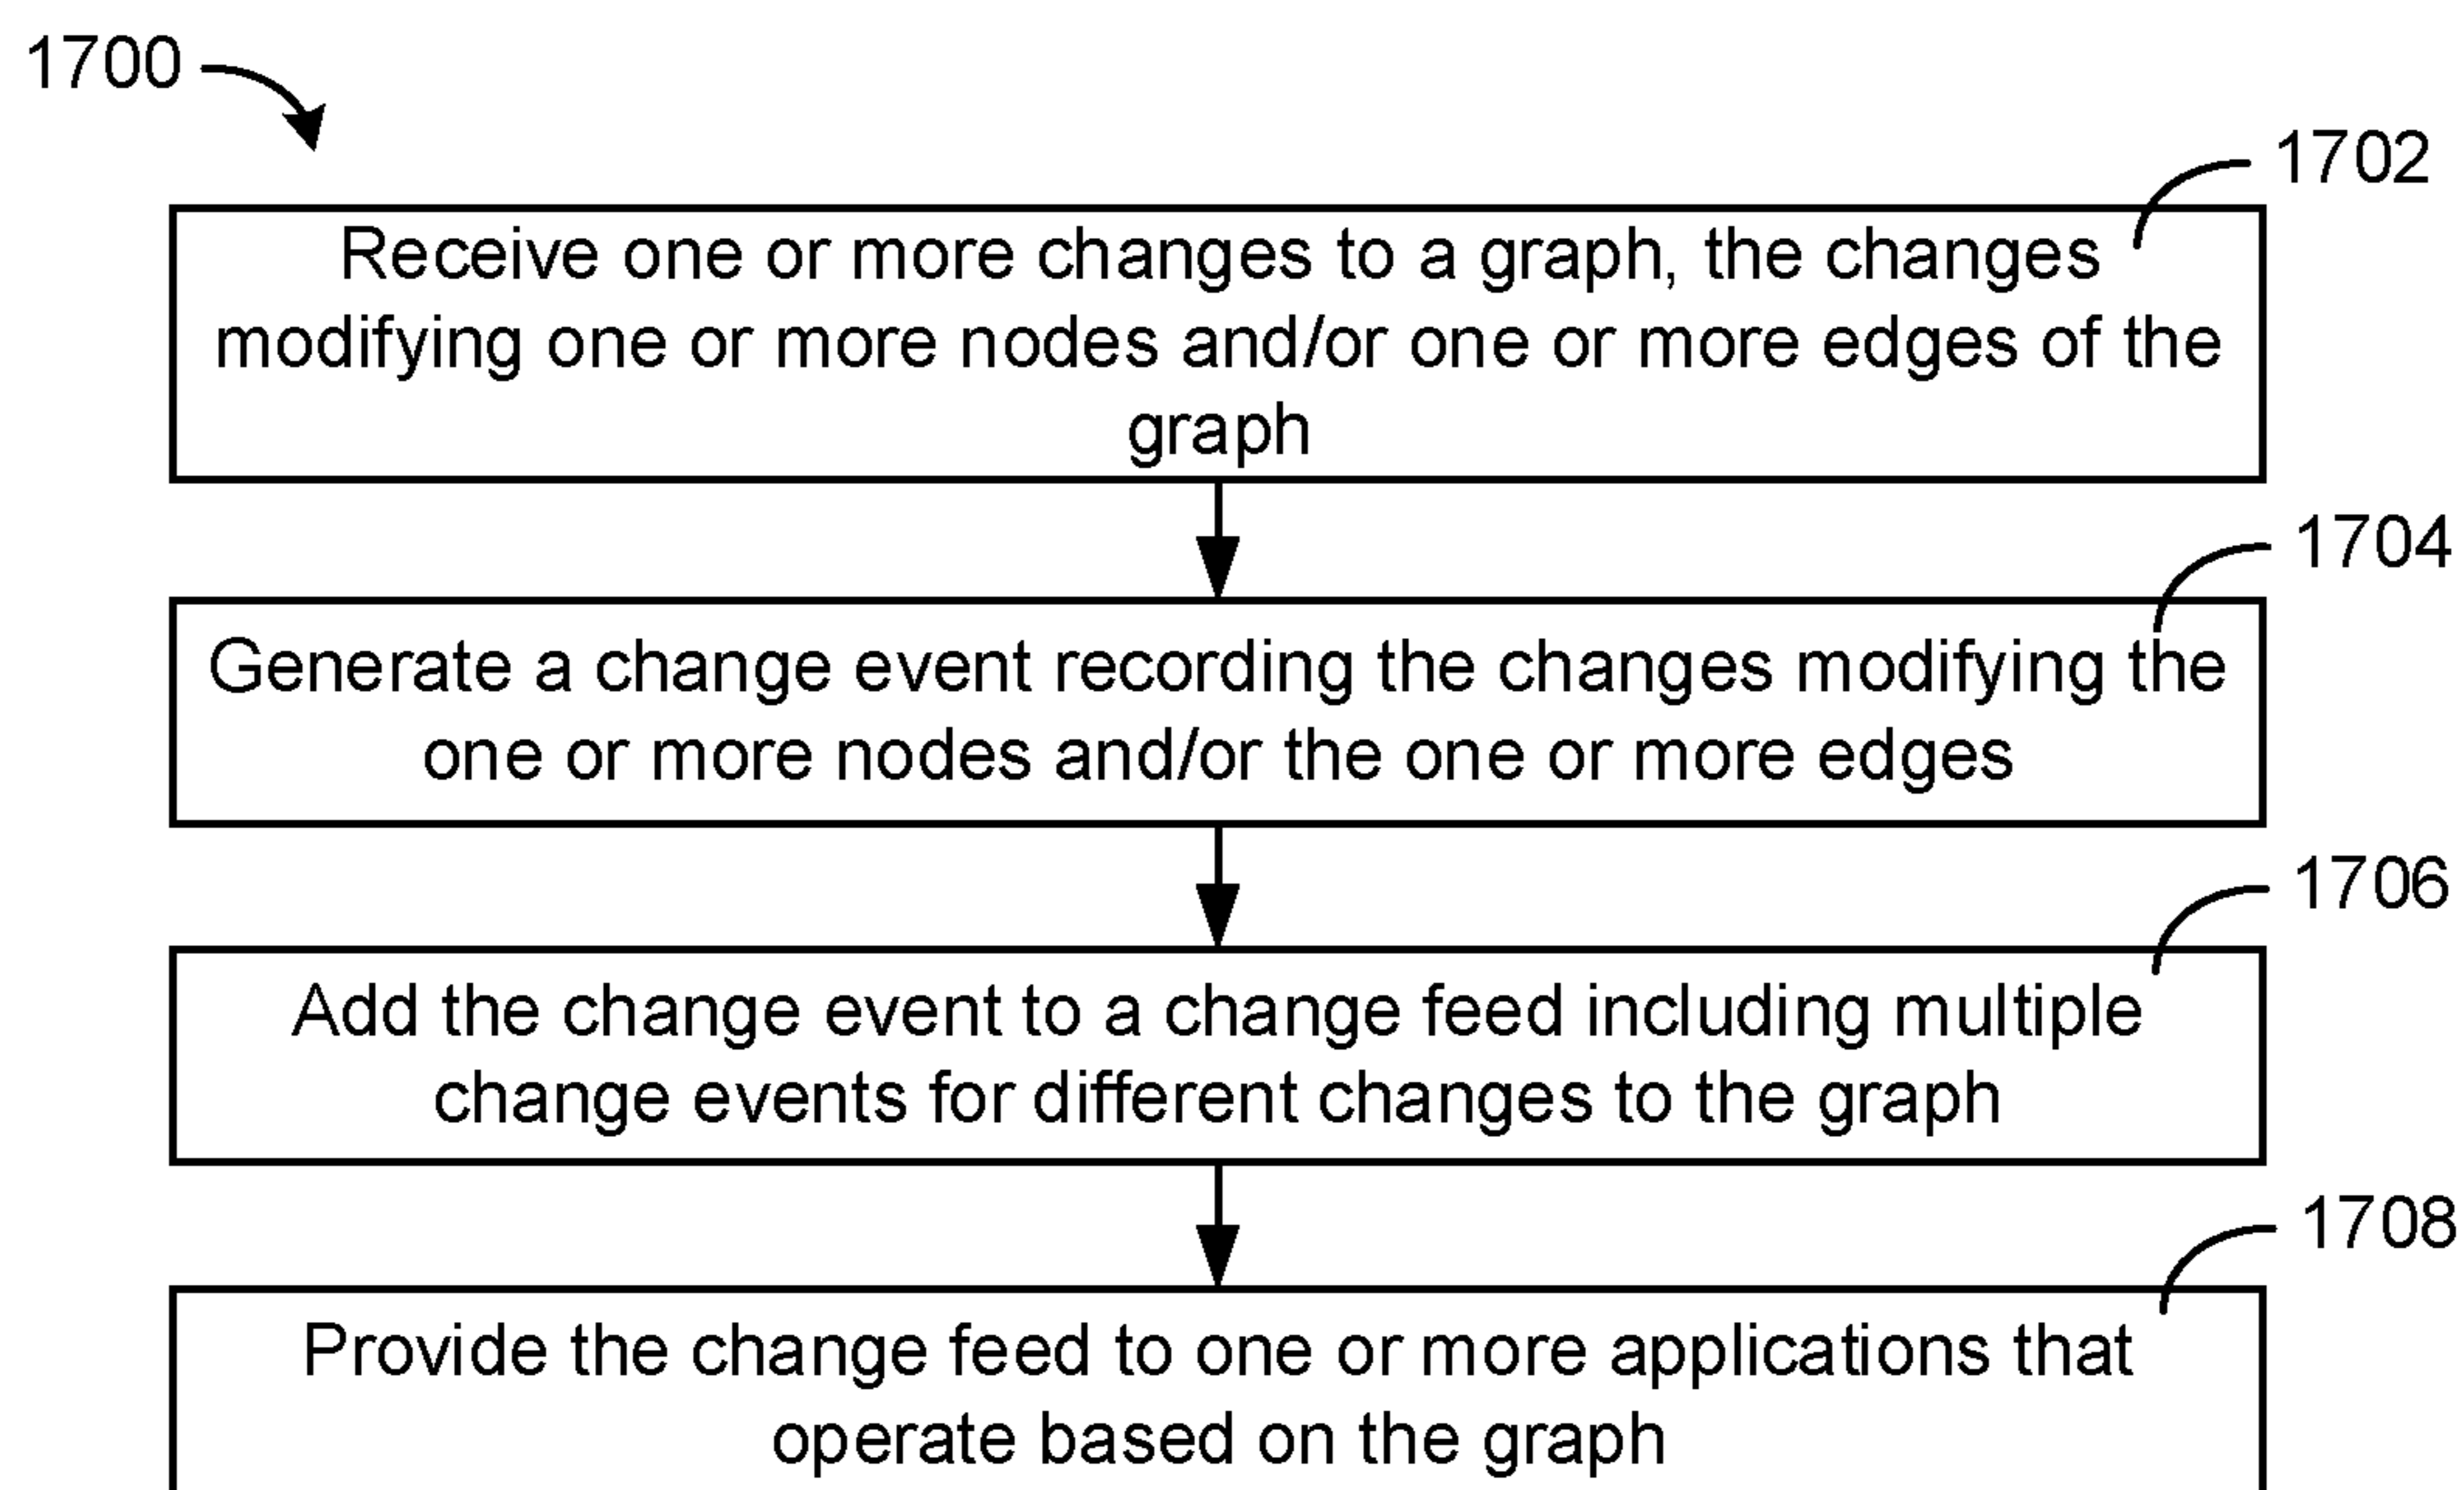 1700
1702
Receive one or more changes to a graph, the changes
modifying one or more nodes and/or one or more edges of the
graph
1704
Generate a change event recording the changes modifying the
one or more nodes and/or the one or more edges
1706
Add the change event to a change feed including multiple
change events for different changes to the graph
1708
Provide the change feed to one or more applications that
operate based on the graph